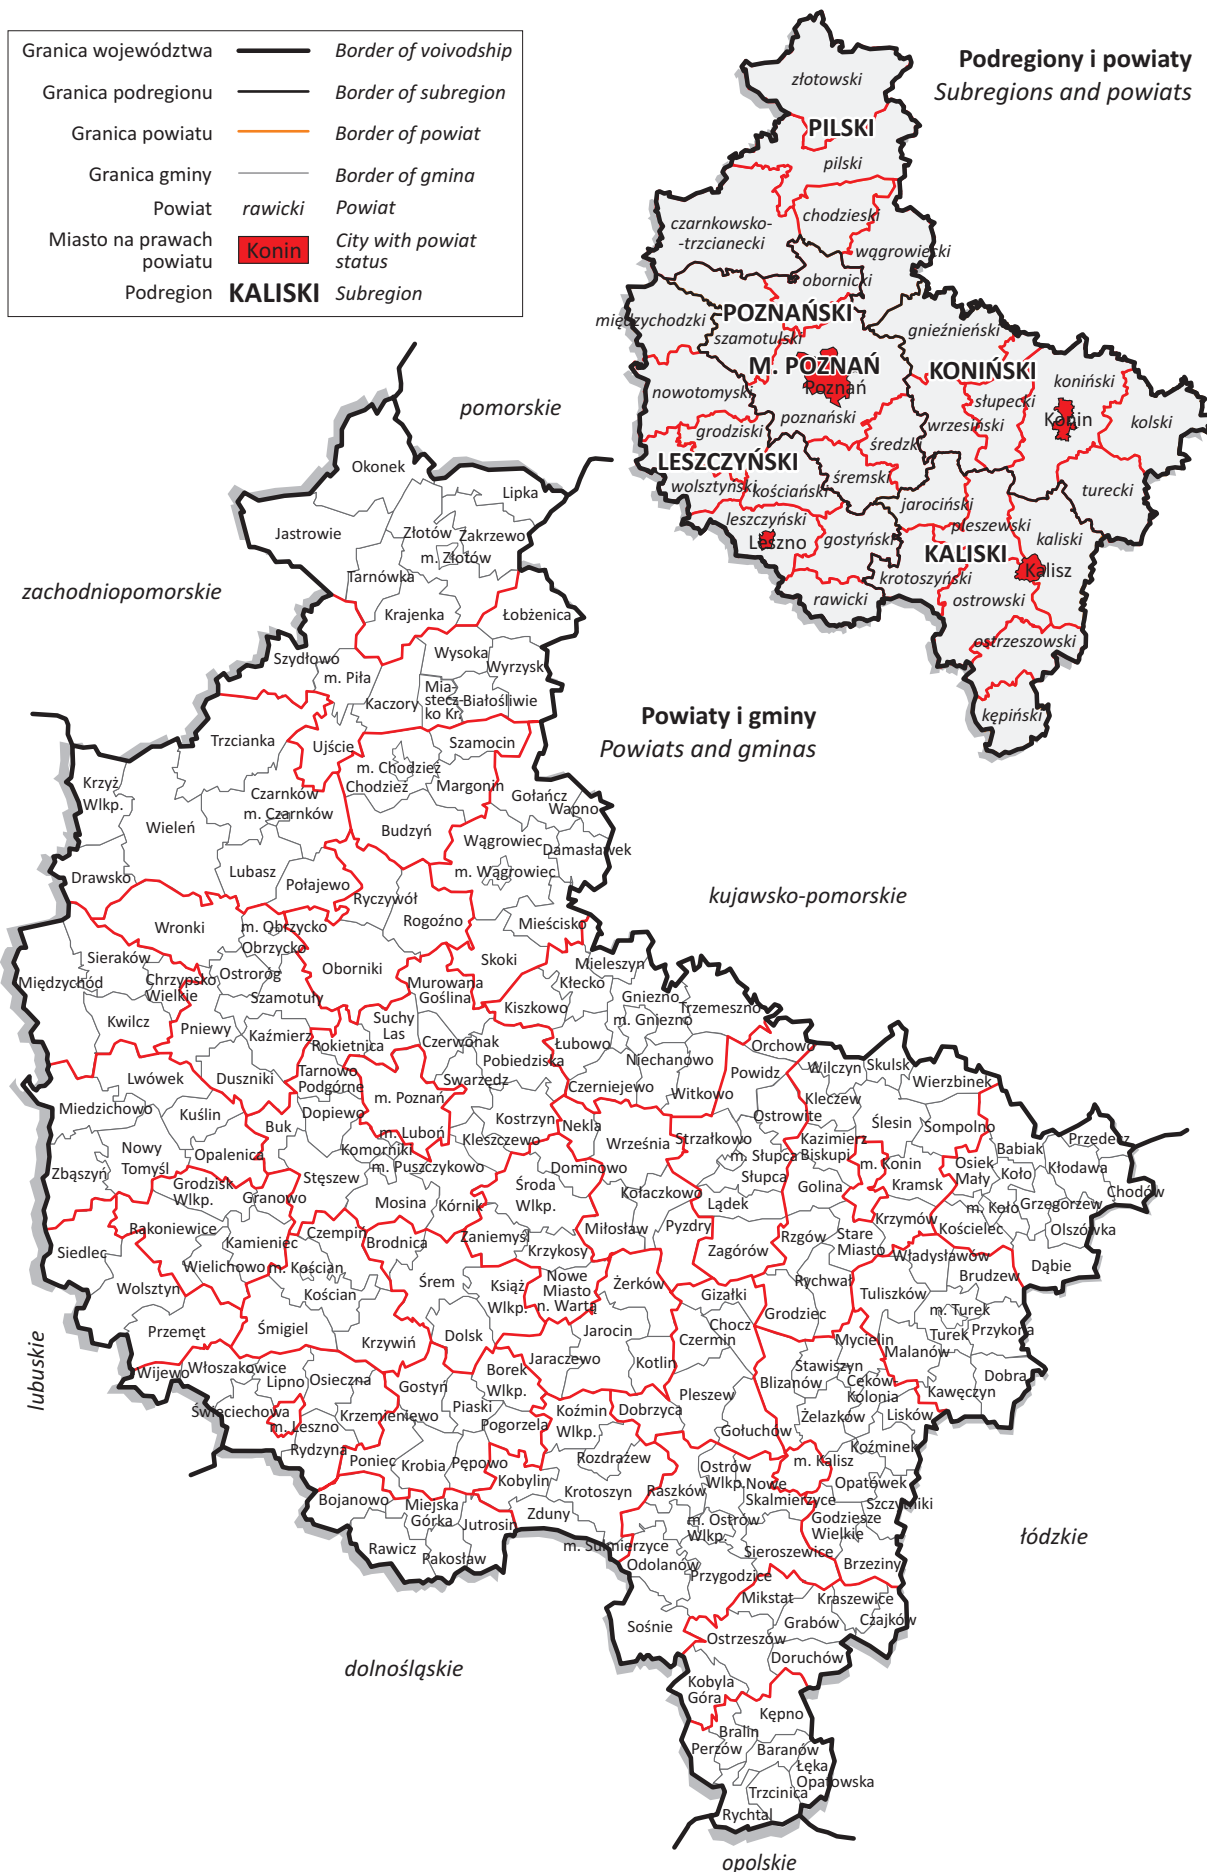 Granica województwa Border of voivodship
Granica podregionu Border of subregion
Granica powiatu Border of powiat
Granica gminy Border of gmina
Powiat rawicki Powiat
Miasto na prawach powiatu Konin City with powiat status
Podregion KALISKI Subregion
Podregiony i powiaty
Subregions and powiats
złotowski
PILSKI
pilski
chodzieski
czarnkowsko-
-trzcianecki
wągrowiecki
obornicki
POZNAŃSKI
międzychodzki
szamotulski
gnieźnieński
M. POZNAŃ
Poznań
KONIŃSKI
koniński
nowotomyski
słupecki
Konin
kolski
poznański
wrzesiński
grodziski
średzki
LESZCZYŃSKI
wolsztyński
kościański
śremski
turecki
jarociński
leszczyński
Leszno
gostyński
pleszewski
kaliski
KALISKI
Kalisz
krotoszyński
rawicki
ostrowski
ostrzeszowski
kępiński
Powiaty i gminy
Powiats and gminas
pomorskie
zachodniopomorskie
kujawsko-pomorskie
lubuskie
łódzkie
dolnośląskie
opolskie
Okonek
Lipka
Jastrowie
Złotów
Zakrzewo
m. Złotów
Tarnówka
Krajenka
Łobżenica
Szydłowo
m. Piła
Wysoka
Wyrzysk
Kaczory
Mia-
stecz-
ko Kr.
Białośliwie
Trzcianka
Ujście
Szamocin
m. Chodzież
Chodzież
Margonin
Krzyż
Wlkp.
Czarnków
m. Czarnków
Gołańcz
Wapno
Wieleń
Budzyń
Wągrowiec
Damasławek
m. Wągrowiec
Drawsko
Lubasz
Połajewo
Ryczywół
Rogoźno
Mieścisko
Wronki
m. Obrzycko
Obrzycko
Sieraków
Ostroróg
Oborniki
Skoki
Mieleszyn
Międzychód
Chrzypsko
Wielkie
Murowana
Goślina
Kłecko
Szamotuły
Kiszkowo
Gniezno
m. Gniezno
Trzemeszno
Kwilcz
Pniewy
Kaźmierz
Suchy
Las
Rokietnica
Czerwonak
Łubowo
Orchowo
Pobiedziska
Niechanowo
Wilczyn
Skulsk
Lwówek
Duszniki
Tarnowo
Podgórne
Swarzędz
Czerniejewo
Witkowo
Powidz
Wierzbinek
Miedzichowo
Kuślin
m. Poznań
Kleczew
Buk
Dopiewo
Kostrzyn
Nekla
Ostrowite
Ślesin
Sompolno
m. Luboń
Komorniki
Kleszczewo
Września
Strzałkowo
Kazimierz
Biskupi
Nowy
Tomyśl
Opalenica
m. Słupca
Babiak
Przedecz
Zbąszyń
m. Puszczykowo
Dominowo
Słupca
m. Konin
Osiek
Mały
Koło
Kłodawa
Grodzisk
Wlkp.
Granowo
Stęszew
Środa
Wlkp.
Kołaczkowo
Golina
Kramsk
Chodów
Mosina
Kórnik
Lądek
m. Koło
Grzegorzew
Rakoniewice
Czempiń
Brodnica
Zaniemyśl
Miłosław
Pyzdry
Rzgów
Krzymów
Kościelec
Olszówka
Siedlec
Kamieniec
Krzykosy
Zagórów
Stare
Miasto
Władysławów
Dąbie
Wielichowo
m. Kościan
Kościan
Śrem
Książ
Wlkp.
Nowe
Miasto
n. Wartą
Żerków
Rychwał
Brudzew
Wolsztyn
Gizałki
Grodziec
Tuliszków
m. Turek
Przemęt
Śmigiel
Krzywiń
Dolsk
Jarocin
Chocz
Czermin
Turek
Przykona
Mycielin
Malanów
Wijewo
Włoszakowice
Lipno
Osieczna
Borek
Wlkp.
Jaraczewo
Kotlin
Stawiszyn
Blizanów
Ceków-
Kolonia
Kawęczyn
Dobra
Gostyń
Święciechowa
m. Leszno
Krzemieniewo
Piaski
Pogorzela
Koźmin
Wlkp.
Dobrzyca
Pleszew
Żelazków
Lisków
Rydzyna
Gołuchów
Koźminek
Poniec
Krobia
Pępowo
Rozdrażew
m. Kalisz
Kobylin
Krotoszyn
Raszków
Ostrów
Wlkp.
Nowe
Skalmierzyce
Opatówek
Bojanowo
Miejska
Górka
Jutrosin
Zduny
Szczytniki
m. Ostrów
Wlkp.
Godziesze
Wielkie
Rawicz
Pakosław
m. Sulmierzyce
Odolanów
Sieroszewice
Brzeziny
Przygodzice
Mikstat
Kraszewice
Sośnie
Grabów
Czajków
Ostrzeszów
Doruchów
Kobyla
Góra
Kępno
Bralin
Perzów
Baranów
Łęka
Opatowska
Trzcinica
Rychtal